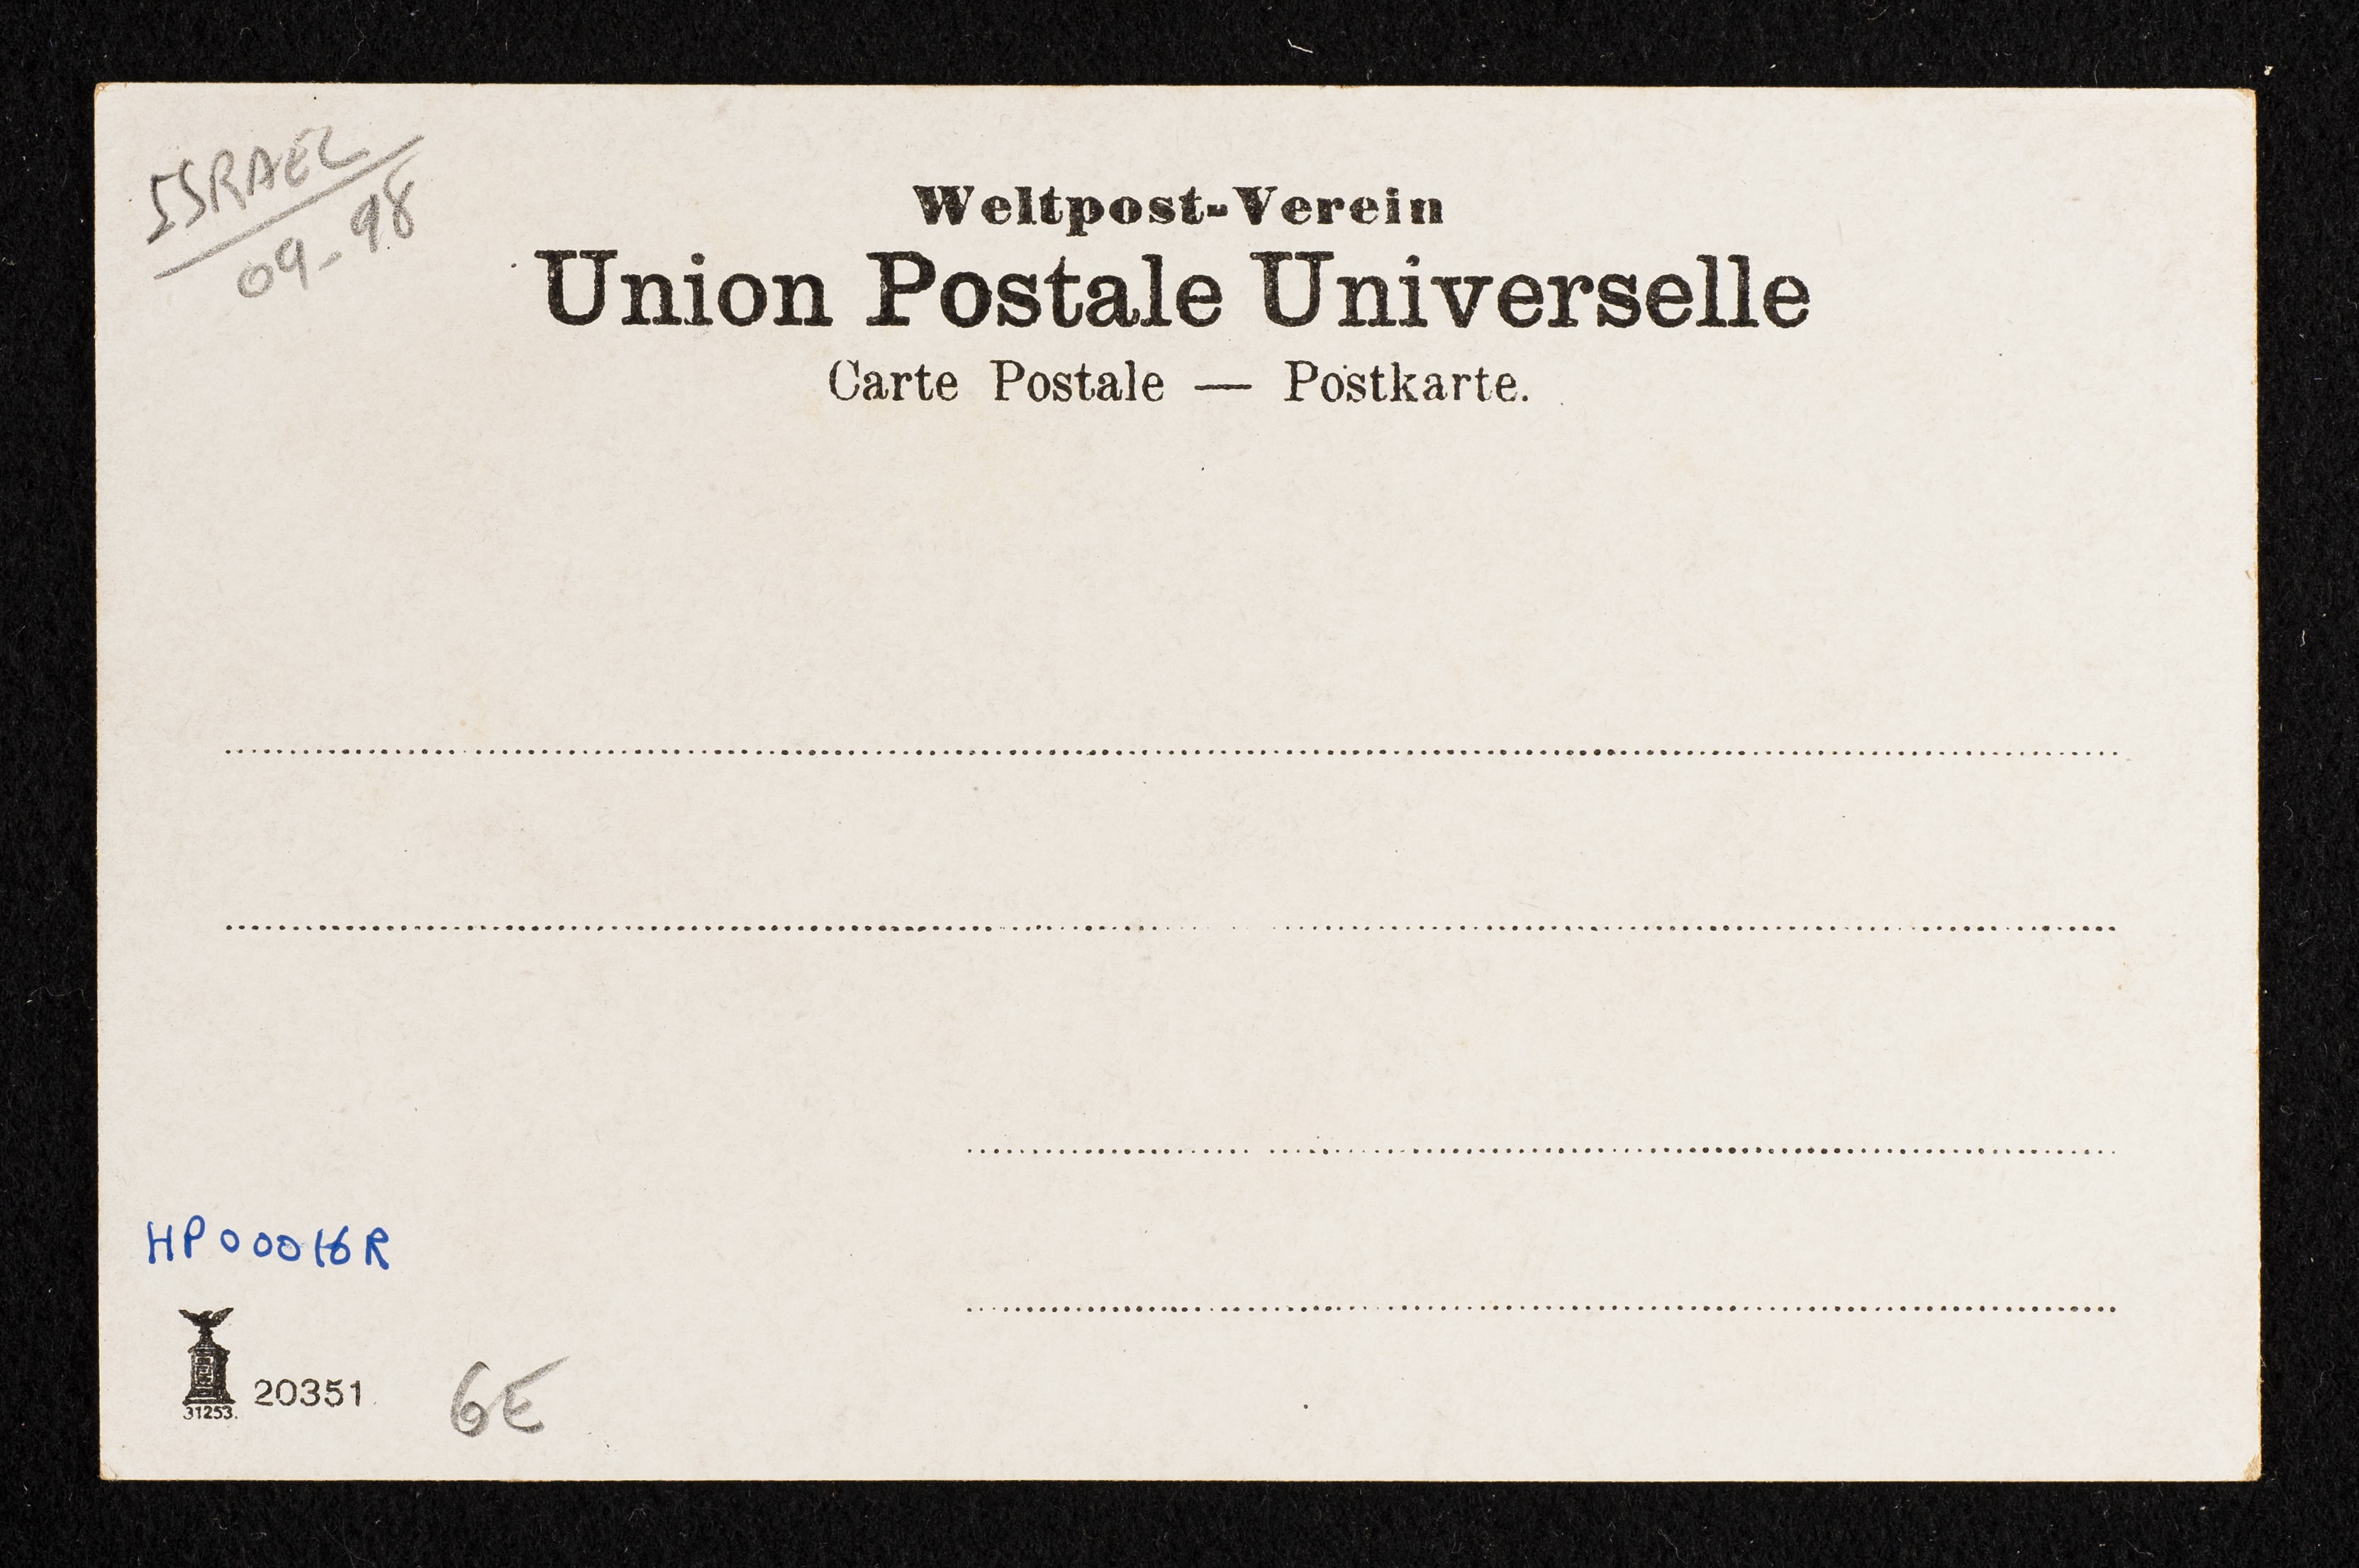 ISRAEL
09-98
Weltpost-Verein
Union Postale Universelle
Carte Postale — Postkarte.
HP00016R
20351
31253.
6E